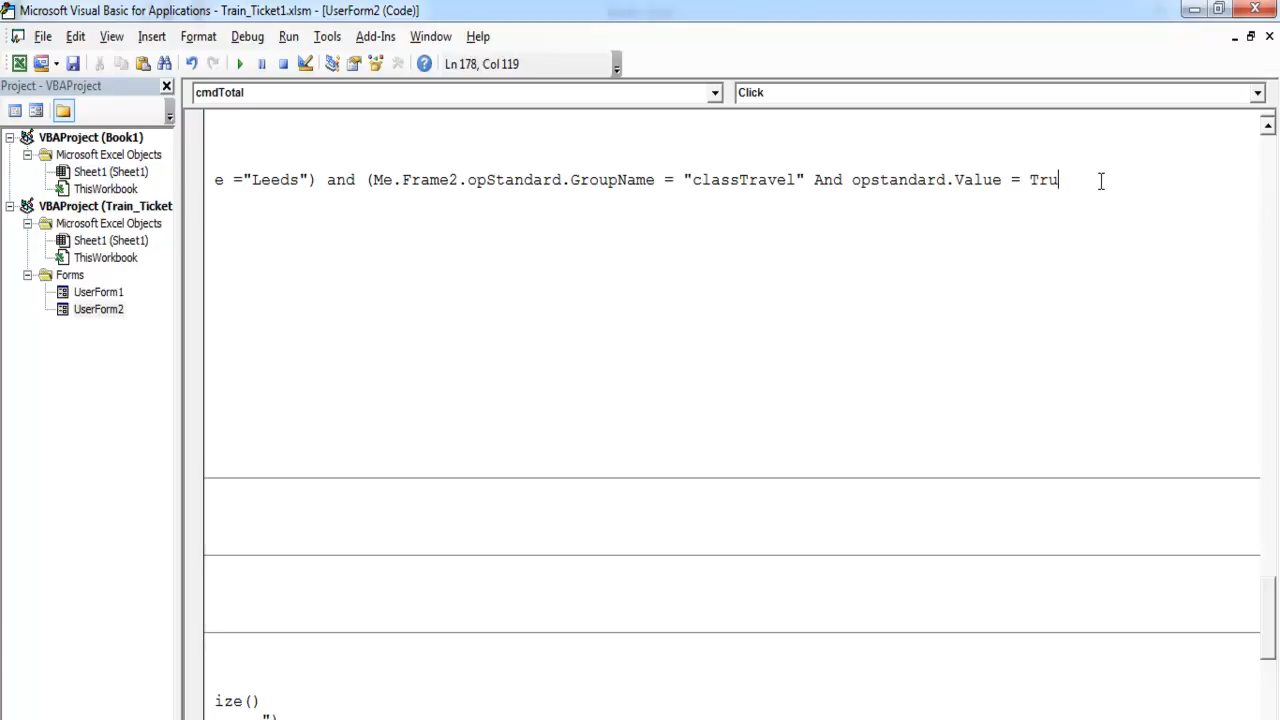 Microsoft Visual Basic for Applications - Train_Ticket1.xlsm - [UserForm2 (Code)]
File Edit View Insert Format Debug Run Tools Add-Ins Window Help
Ln 178, Col 119
Project - VBAProject
cmdTotal
Click
VBAProject (Book1)
Microsoft Excel Objects
Sheet1 (Sheet1)
ThisWorkbook
VBAProject (Train_Ticket
Microsoft Excel Objects
Sheet1 (Sheet1)
ThisWorkbook
Forms
UserForm1
UserForm2
e ="Leeds") and (Me.Frame2.opStandard.GroupName = "classTravel" And opstandard.Value = Tru
ize()
")